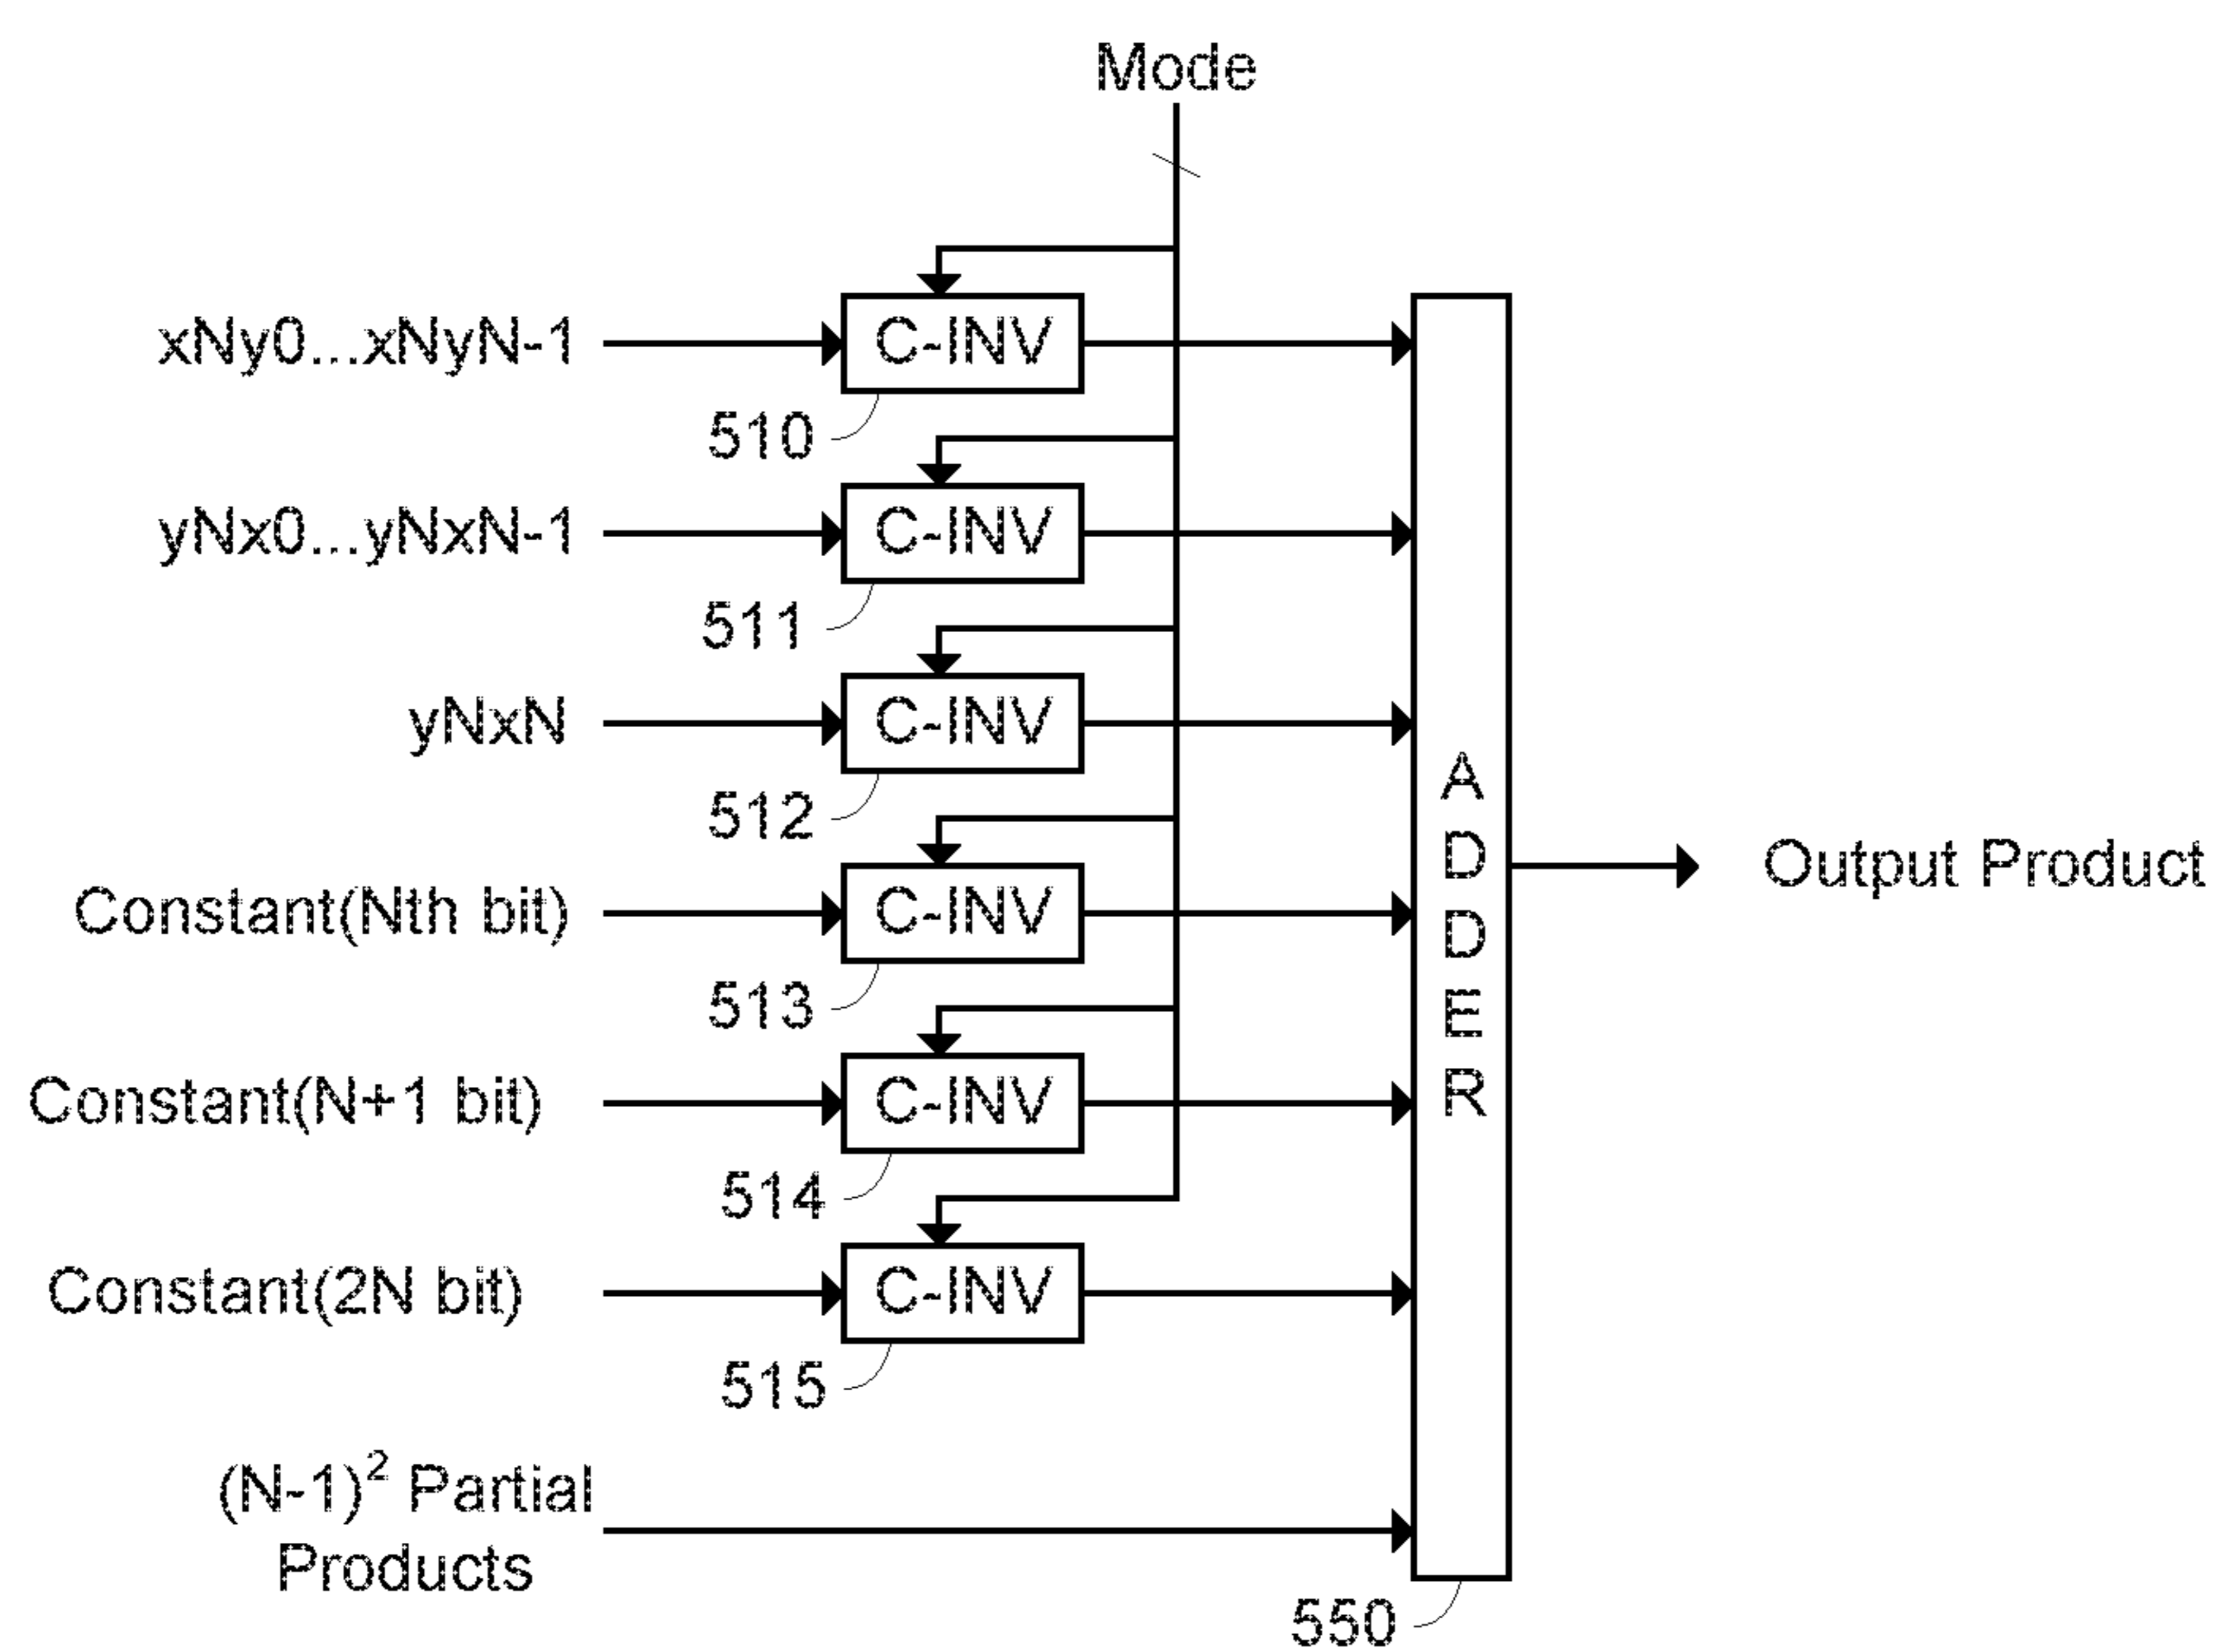 Mode
xNy0...xNyN-1
C-INV
510
yNx0...yNxN-1
C-INV
511
yNxN
C-INV
512
Constant(Nth bit)
C-INV
513
Constant(N+1 bit)
C-INV
514
Constant(2N bit)
C-INV
515
(N-1)² Partial
Products
A
D
D
E
R
550
Output Product